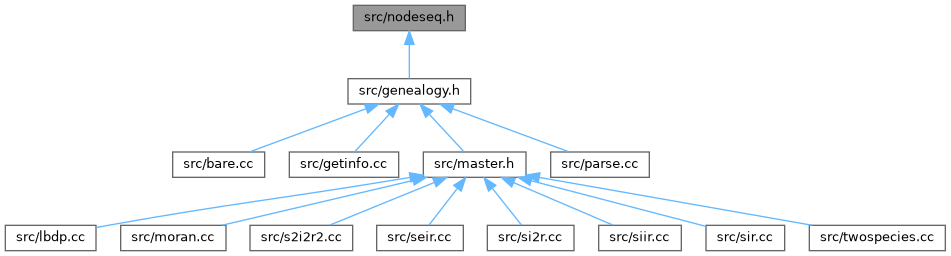 src/nodeseq.h
src/genealogy.h
src/bare.cc
src/getinfo.cc
src/master.h
src/parse.cc
src/lbdp.cc
src/moran.cc
src/s2i2r2.cc
src/seir.cc
src/si2r.cc
src/siir.cc
src/sir.cc
src/twospecies.cc